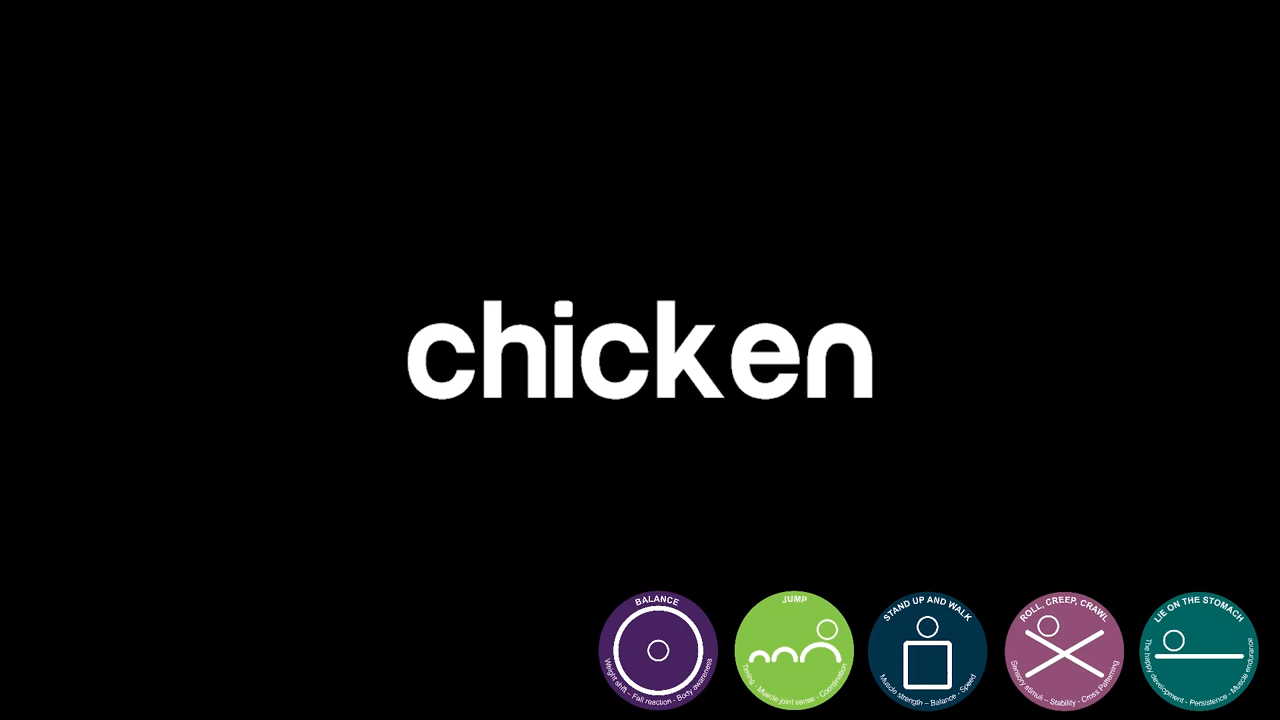 chicken
BALANCE
Weight shift - Fall reaction - Body awareness
JUMP
Timing - Muscle joint sense - Coordination
STAND UP AND WALK
Muscle strength - Balance - Speed
ROLL, CREEP, CRAWL
Sensory stimuli - Stability - Cross Patterning
LIE ON THE STOMACH
The happy development - Persistence - Muscle endurance